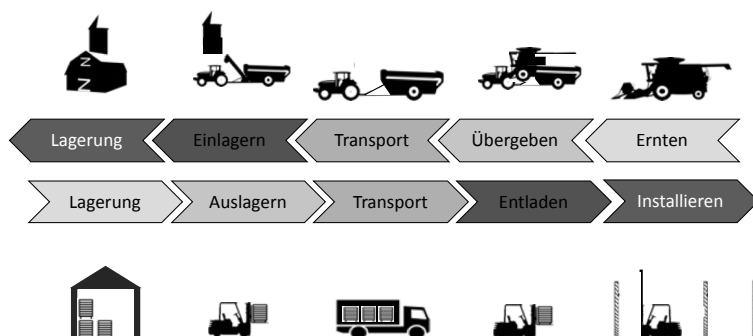 Lagerung Einlagern Transport Übergeben Ernten
Lagerung Auslagern Transport Entladen Installieren